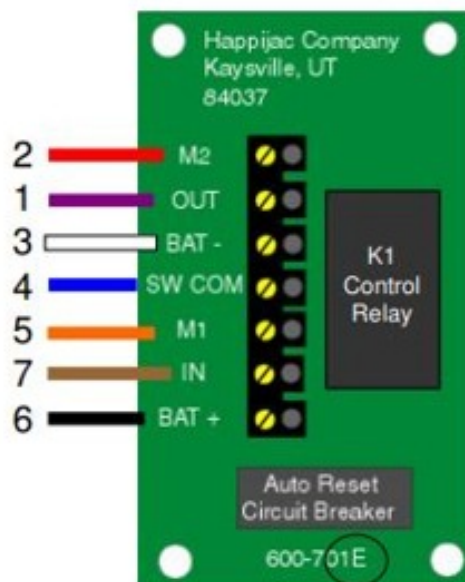 Happijac Company
Kaysville, UT
84037
2 M2
1 OUT
3 BAT -
4 SW COM
5 M1
7 IN
6 BAT +
K1
Control
Relay
Auto Reset
Circuit Breaker
600-701E